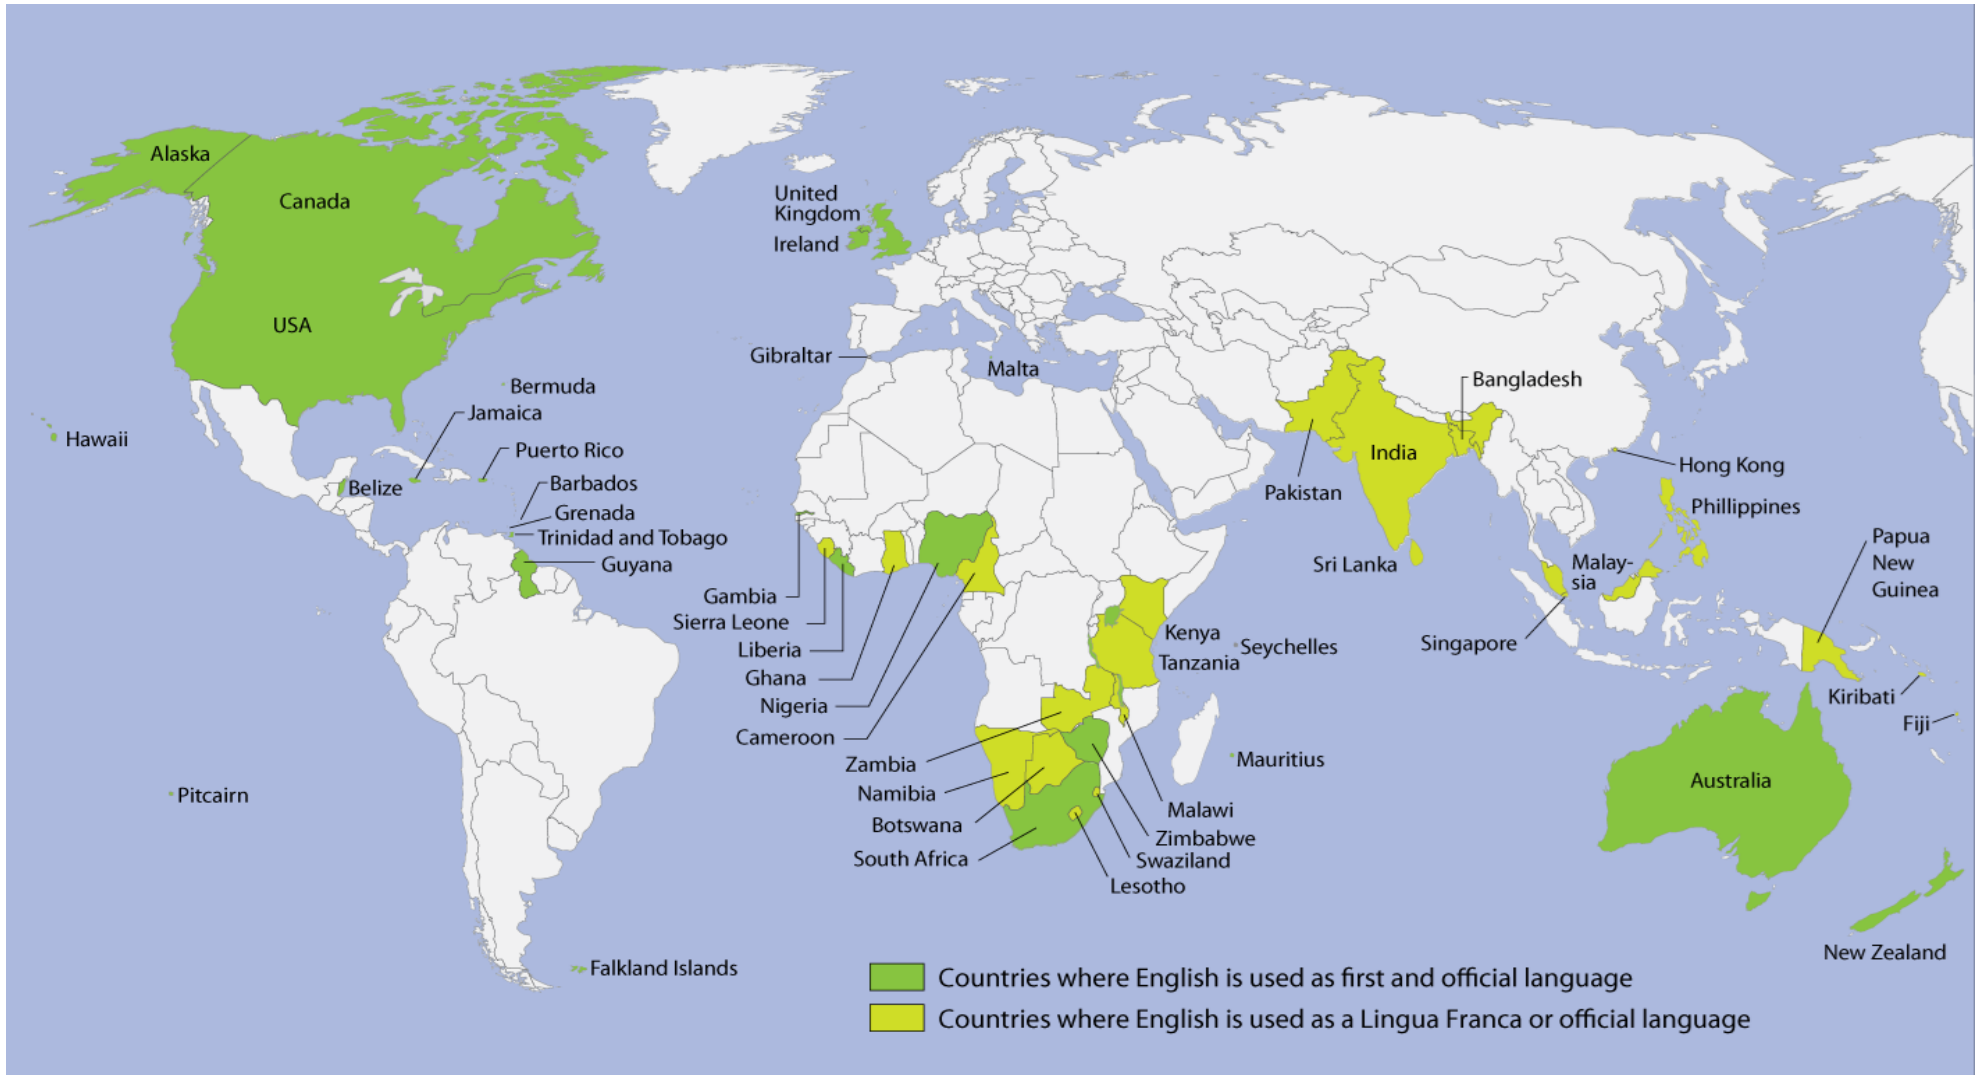 Alaska
Canada
USA
Hawaii
Bermuda
Jamaica
Puerto Rico
Belize
Barbados
Grenada
Trinidad and Tobago
Guyana
Pitcairn
Falkland Islands
United
Kingdom
Ireland
Gibraltar
Malta
Gambia
Sierra Leone
Liberia
Ghana
Nigeria
Cameroon
Zambia
Namibia
Botswana
South Africa
Kenya
Tanzania
Seychelles
Mauritius
Malawi
Zimbabwe
Swaziland
Lesotho
Bangladesh
India
Pakistan
Sri Lanka
Hong Kong
Phillippines
Malay-
sia
Singapore
Papua
New
Guinea
Kiribati
Fiji
Australia
New Zealand
Countries where English is used as first and official language
Countries where English is used as a Lingua Franca or official language